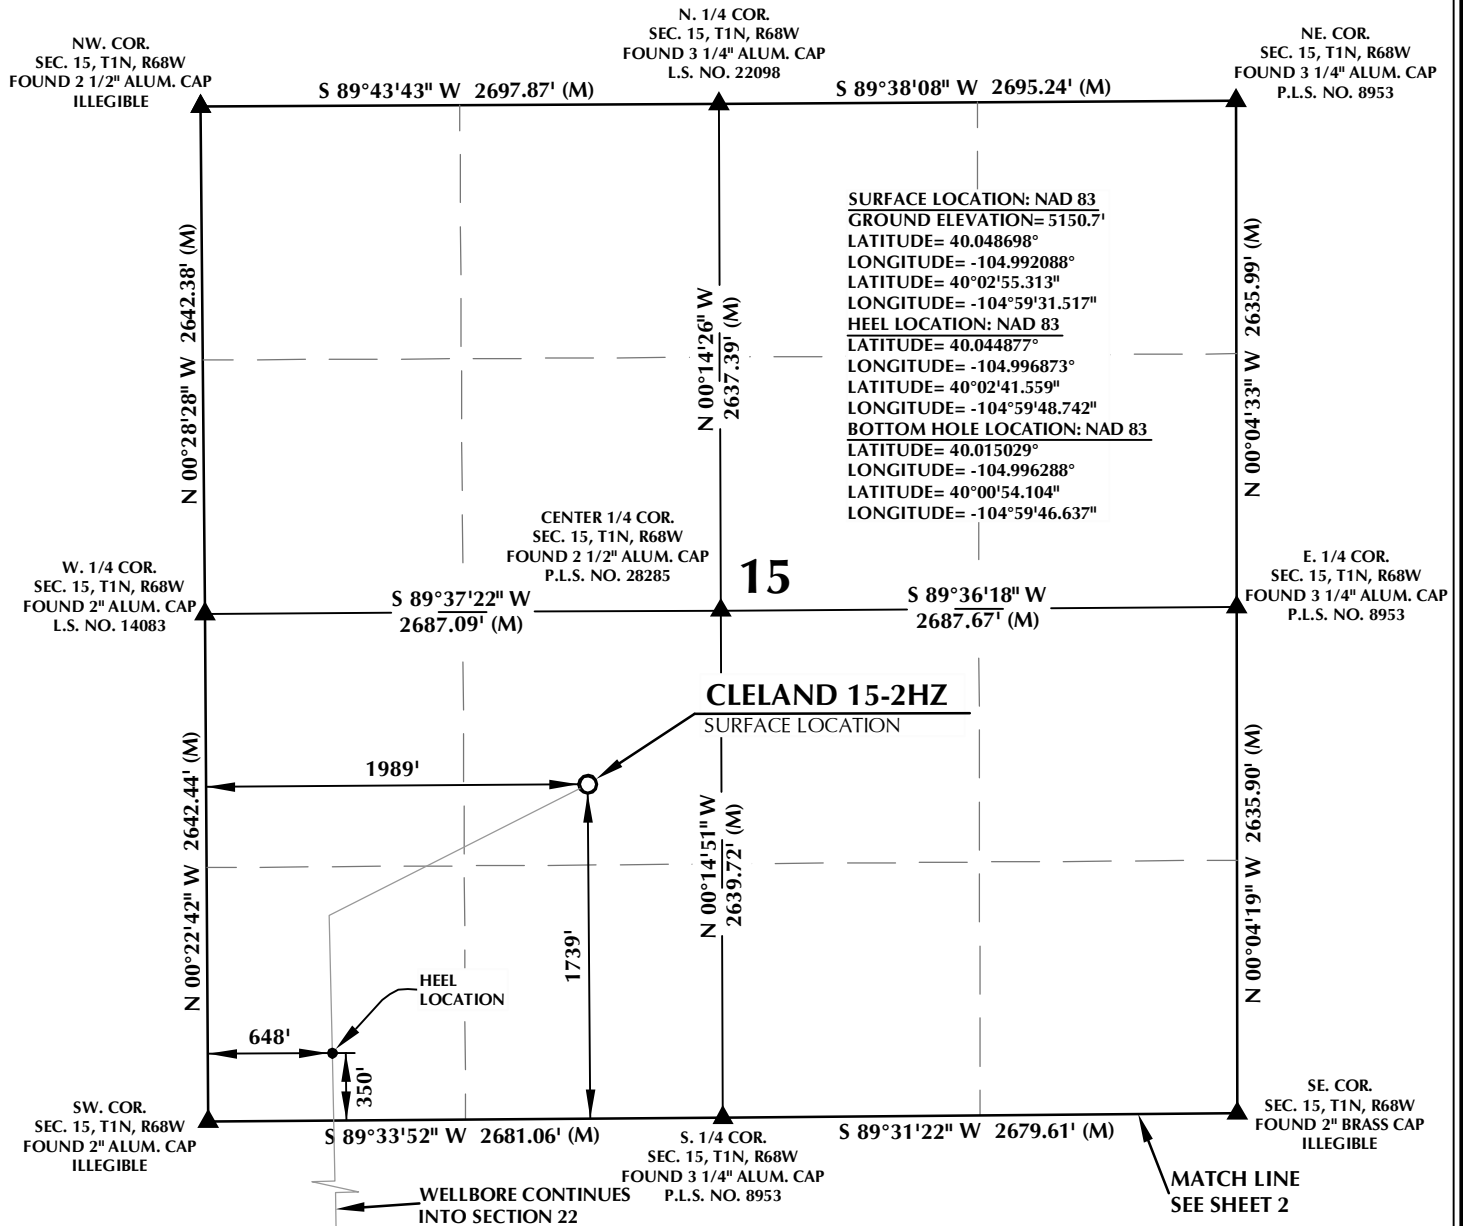 N. 1/4 COR.
SEC. 15, T1N, R68W
FOUND 3 1/4" ALUM. CAP
L.S. NO. 22098
NW. COR.
SEC. 15, T1N, R68W
FOUND 2 1/2" ALUM. CAP
ILLEGIBLE
NE. COR.
SEC. 15, T1N, R68W
FOUND 3 1/4" ALUM. CAP
P.L.S. NO. 8953
S 89°43'43" W 2697.87' (M)
S 89°38'08" W 2695.24' (M)
SURFACE LOCATION: NAD 83
GROUND ELEVATION= 5150.7'
LATITUDE= 40.048698°
LONGITUDE= -104.992088°
LATITUDE= 40°02'55.313"
LONGITUDE= -104°59'31.517"
HEEL LOCATION: NAD 83
LATITUDE= 40.044877°
LONGITUDE= -104.996873°
LATITUDE= 40°02'41.559"
LONGITUDE= -104°59'48.742"
BOTTOM HOLE LOCATION: NAD 83
LATITUDE= 40.015029°
LONGITUDE= -104.996288°
LATITUDE= 40°00'54.104"
LONGITUDE= -104°59'46.637"
N 00°28'28" W 2642.38' (M)
N 00°14'26" W
2637.39' (M)
N 00°04'33" W 2635.99' (M)
CENTER 1/4 COR.
SEC. 15, T1N, R68W
FOUND 2 1/2" ALUM. CAP
P.L.S. NO. 28285
15
W. 1/4 COR.
SEC. 15, T1N, R68W
FOUND 2" ALUM. CAP
L.S. NO. 14083
E. 1/4 COR.
SEC. 15, T1N, R68W
FOUND 3 1/4" ALUM. CAP
P.L.S. NO. 8953
S 89°37'22" W
2687.09' (M)
S 89°36'18" W
2687.67' (M)
CLELAND 15-2HZ
SURFACE LOCATION
1989'
N 00°22'42" W 2642.44' (M)
1739'
N 00°14'51" W
2639.72' (M)
N 00°04'19" W 2635.90' (M)
HEEL
LOCATION
648'
350'
SW. COR.
SEC. 15, T1N, R68W
FOUND 2" ALUM. CAP
ILLEGIBLE
S 89°33'52" W 2681.06' (M)
S. 1/4 COR.
SEC. 15, T1N, R68W
FOUND 3 1/4" ALUM. CAP
P.L.S. NO. 8953
S 89°31'22" W 2679.61' (M)
SE. COR.
SEC. 15, T1N, R68W
FOUND 2" BRASS CAP
ILLEGIBLE
WELLBORE CONTINUES
INTO SECTION 22
MATCH LINE
SEE SHEET 2